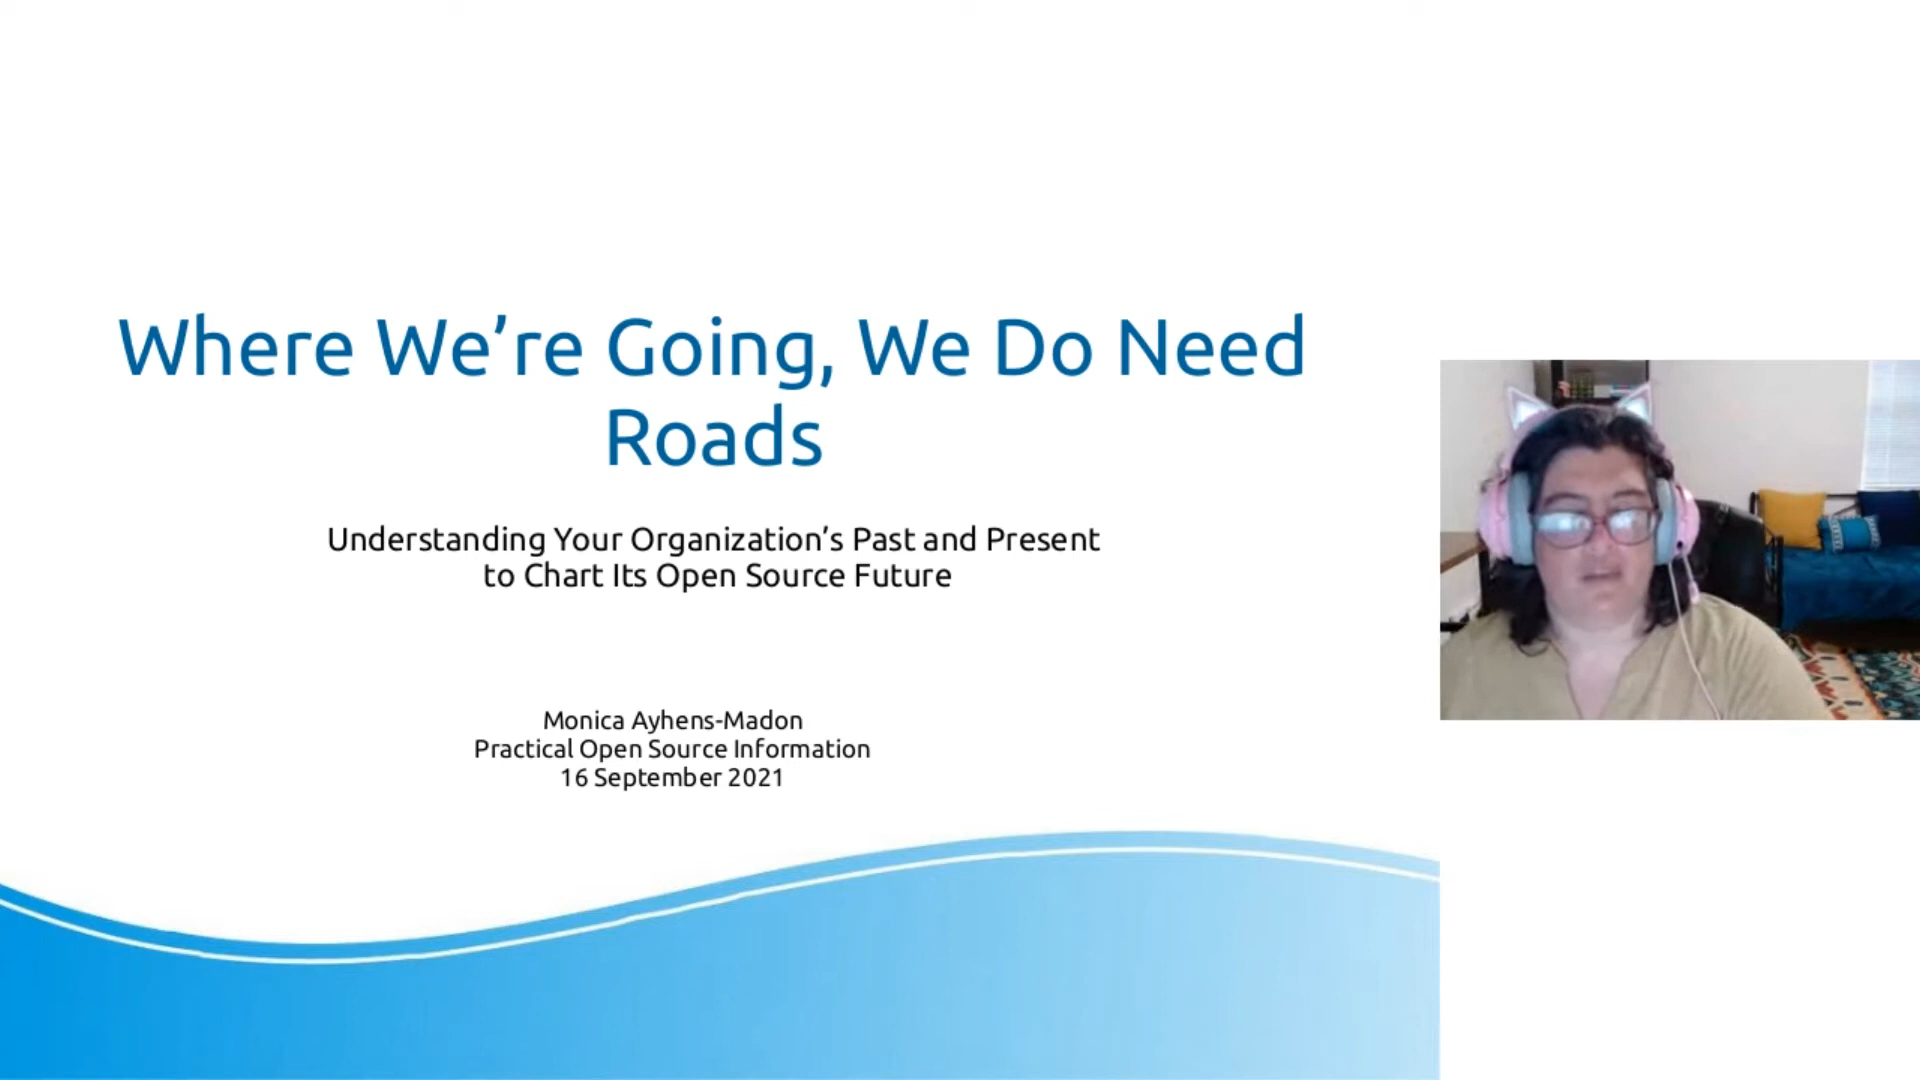 Where We’re Going, We Do Need
Roads
Understanding Your Organization’s Past and Present
to Chart Its Open Source Future
Monica Ayhens-Madon
Practical Open Source Information
16 September 2021